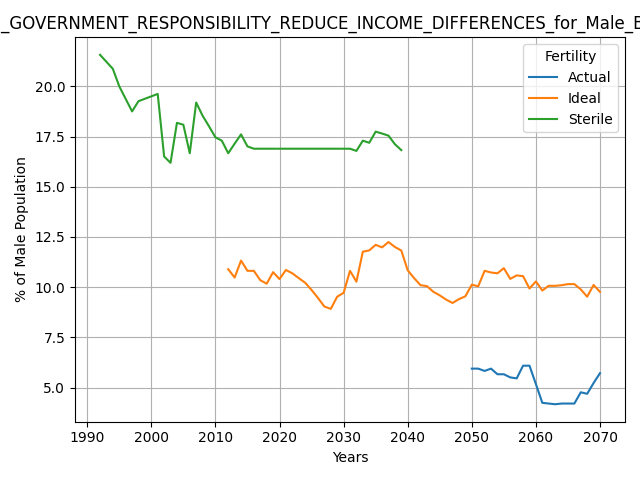 _GOVERNMENT_RESPONSIBILITY_REDUCE_INCOME_DIFFERENCES_for_Male_
% of Male Population
20.0
17.5
15.0
12.5
10.0
7.5
5.0
Fertility
Actual
Ideal
Sterile
1990 2000 2010 2020 2030 2040 2050 2060 2070
Years